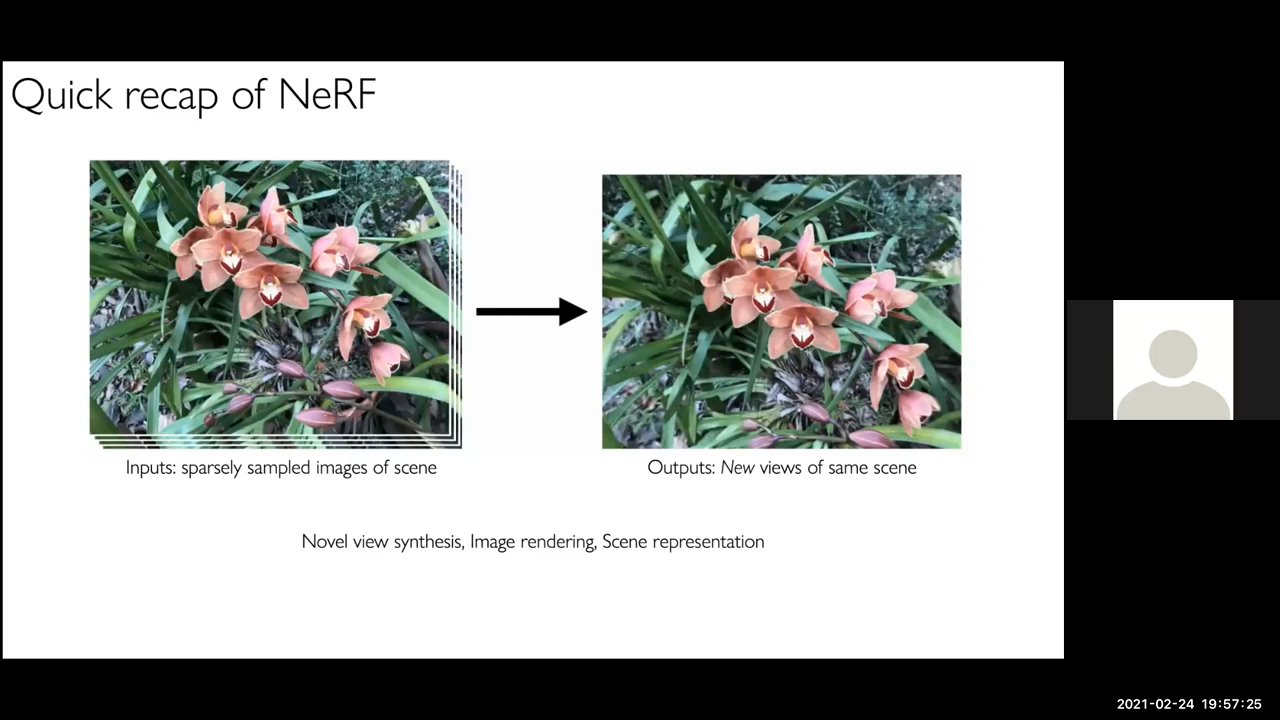 Quick recap of NeRF
Inputs: sparsely sampled images of scene
Outputs: New views of same scene
Novel view synthesis, Image rendering, Scene representation
2021-02-24 19:57:25